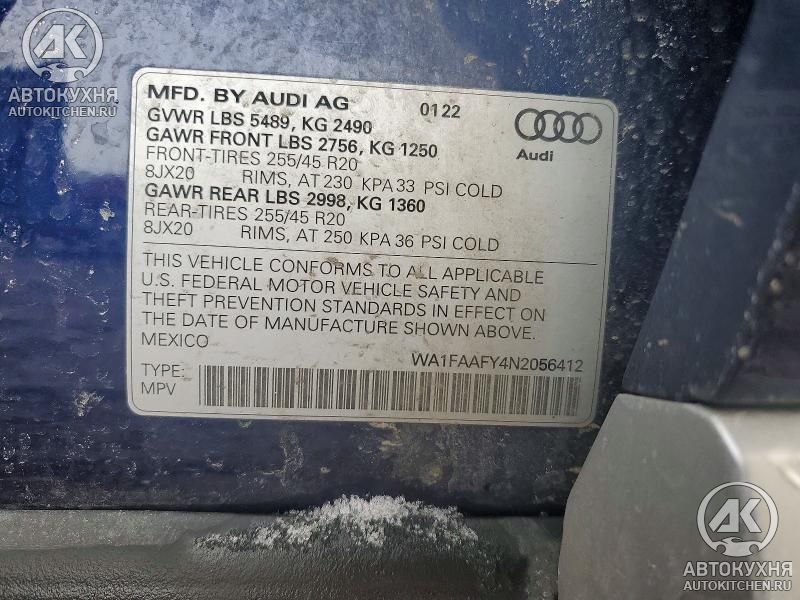 АК
АВТОКУХНЯ
AUTOKITCHEN.RU
MFD. BY AUDI AG 0122
GVWR LBS 5489, KG 2490
GAWR FRONT LBS 2756, KG 1250
FRONT-TIRES 255/45 R20
8JX20 RIMS, AT 230 KPA 33 PSI COLD
GAWR REAR LBS 2998, KG 1360
REAR-TIRES 255/45 R20
8JX20 RIMS, AT 250 KPA 36 PSI COLD
Audi
THIS VEHICLE CONFORMS TO ALL APPLICABLE
U.S. FEDERAL MOTOR VEHICLE SAFETY AND
THEFT PREVENTION STANDARDS IN EFFECT ON
THE DATE OF MANUFACTURE SHOWN ABOVE.
MEXICO
WA1FAAFY4N2056412
TYPE:
MPV
АК
АВТОКУХНЯ
AUTOKITCHEN.RU